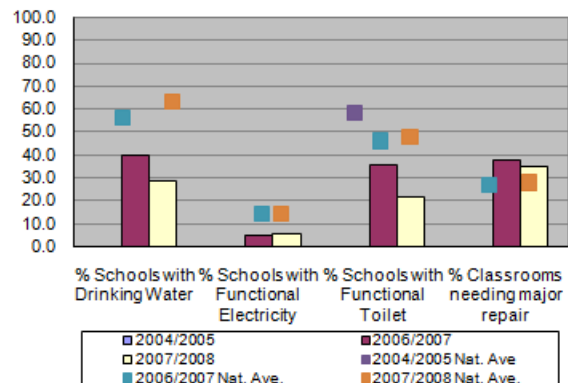 100.0
90.0
80.0
70.0
60.0
50.0
40.0
30.0
20.0
10.0
0.0
% Schools with % Schools with % Schools with % Classrooms
Drinking Water Functional Functional needing major
Electricity Toilet repair
2004/2005 2006/2007
2007/2008 2004/2005 Nat. Ave
2006/2007 Nat. Ave. 2007/2008 Nat. Ave.